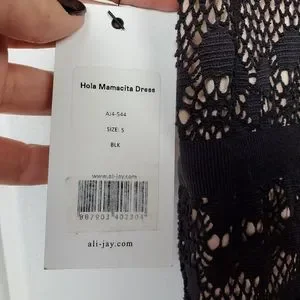 Hola Mamacita Dress
AJ4-544
SIZE: S
BLK
www.ali-jay.com
ali-jay.com